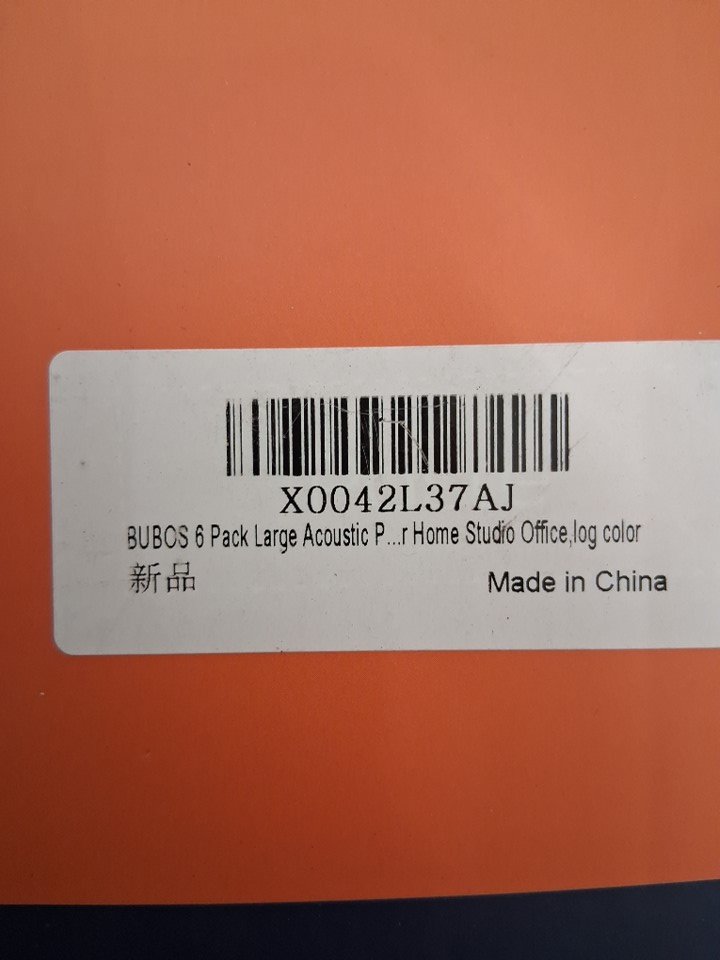 X0042L37AJ
BUBOS 6 Pack Large Acoustic P...r Home Studio Office,log color
新品
Made in China